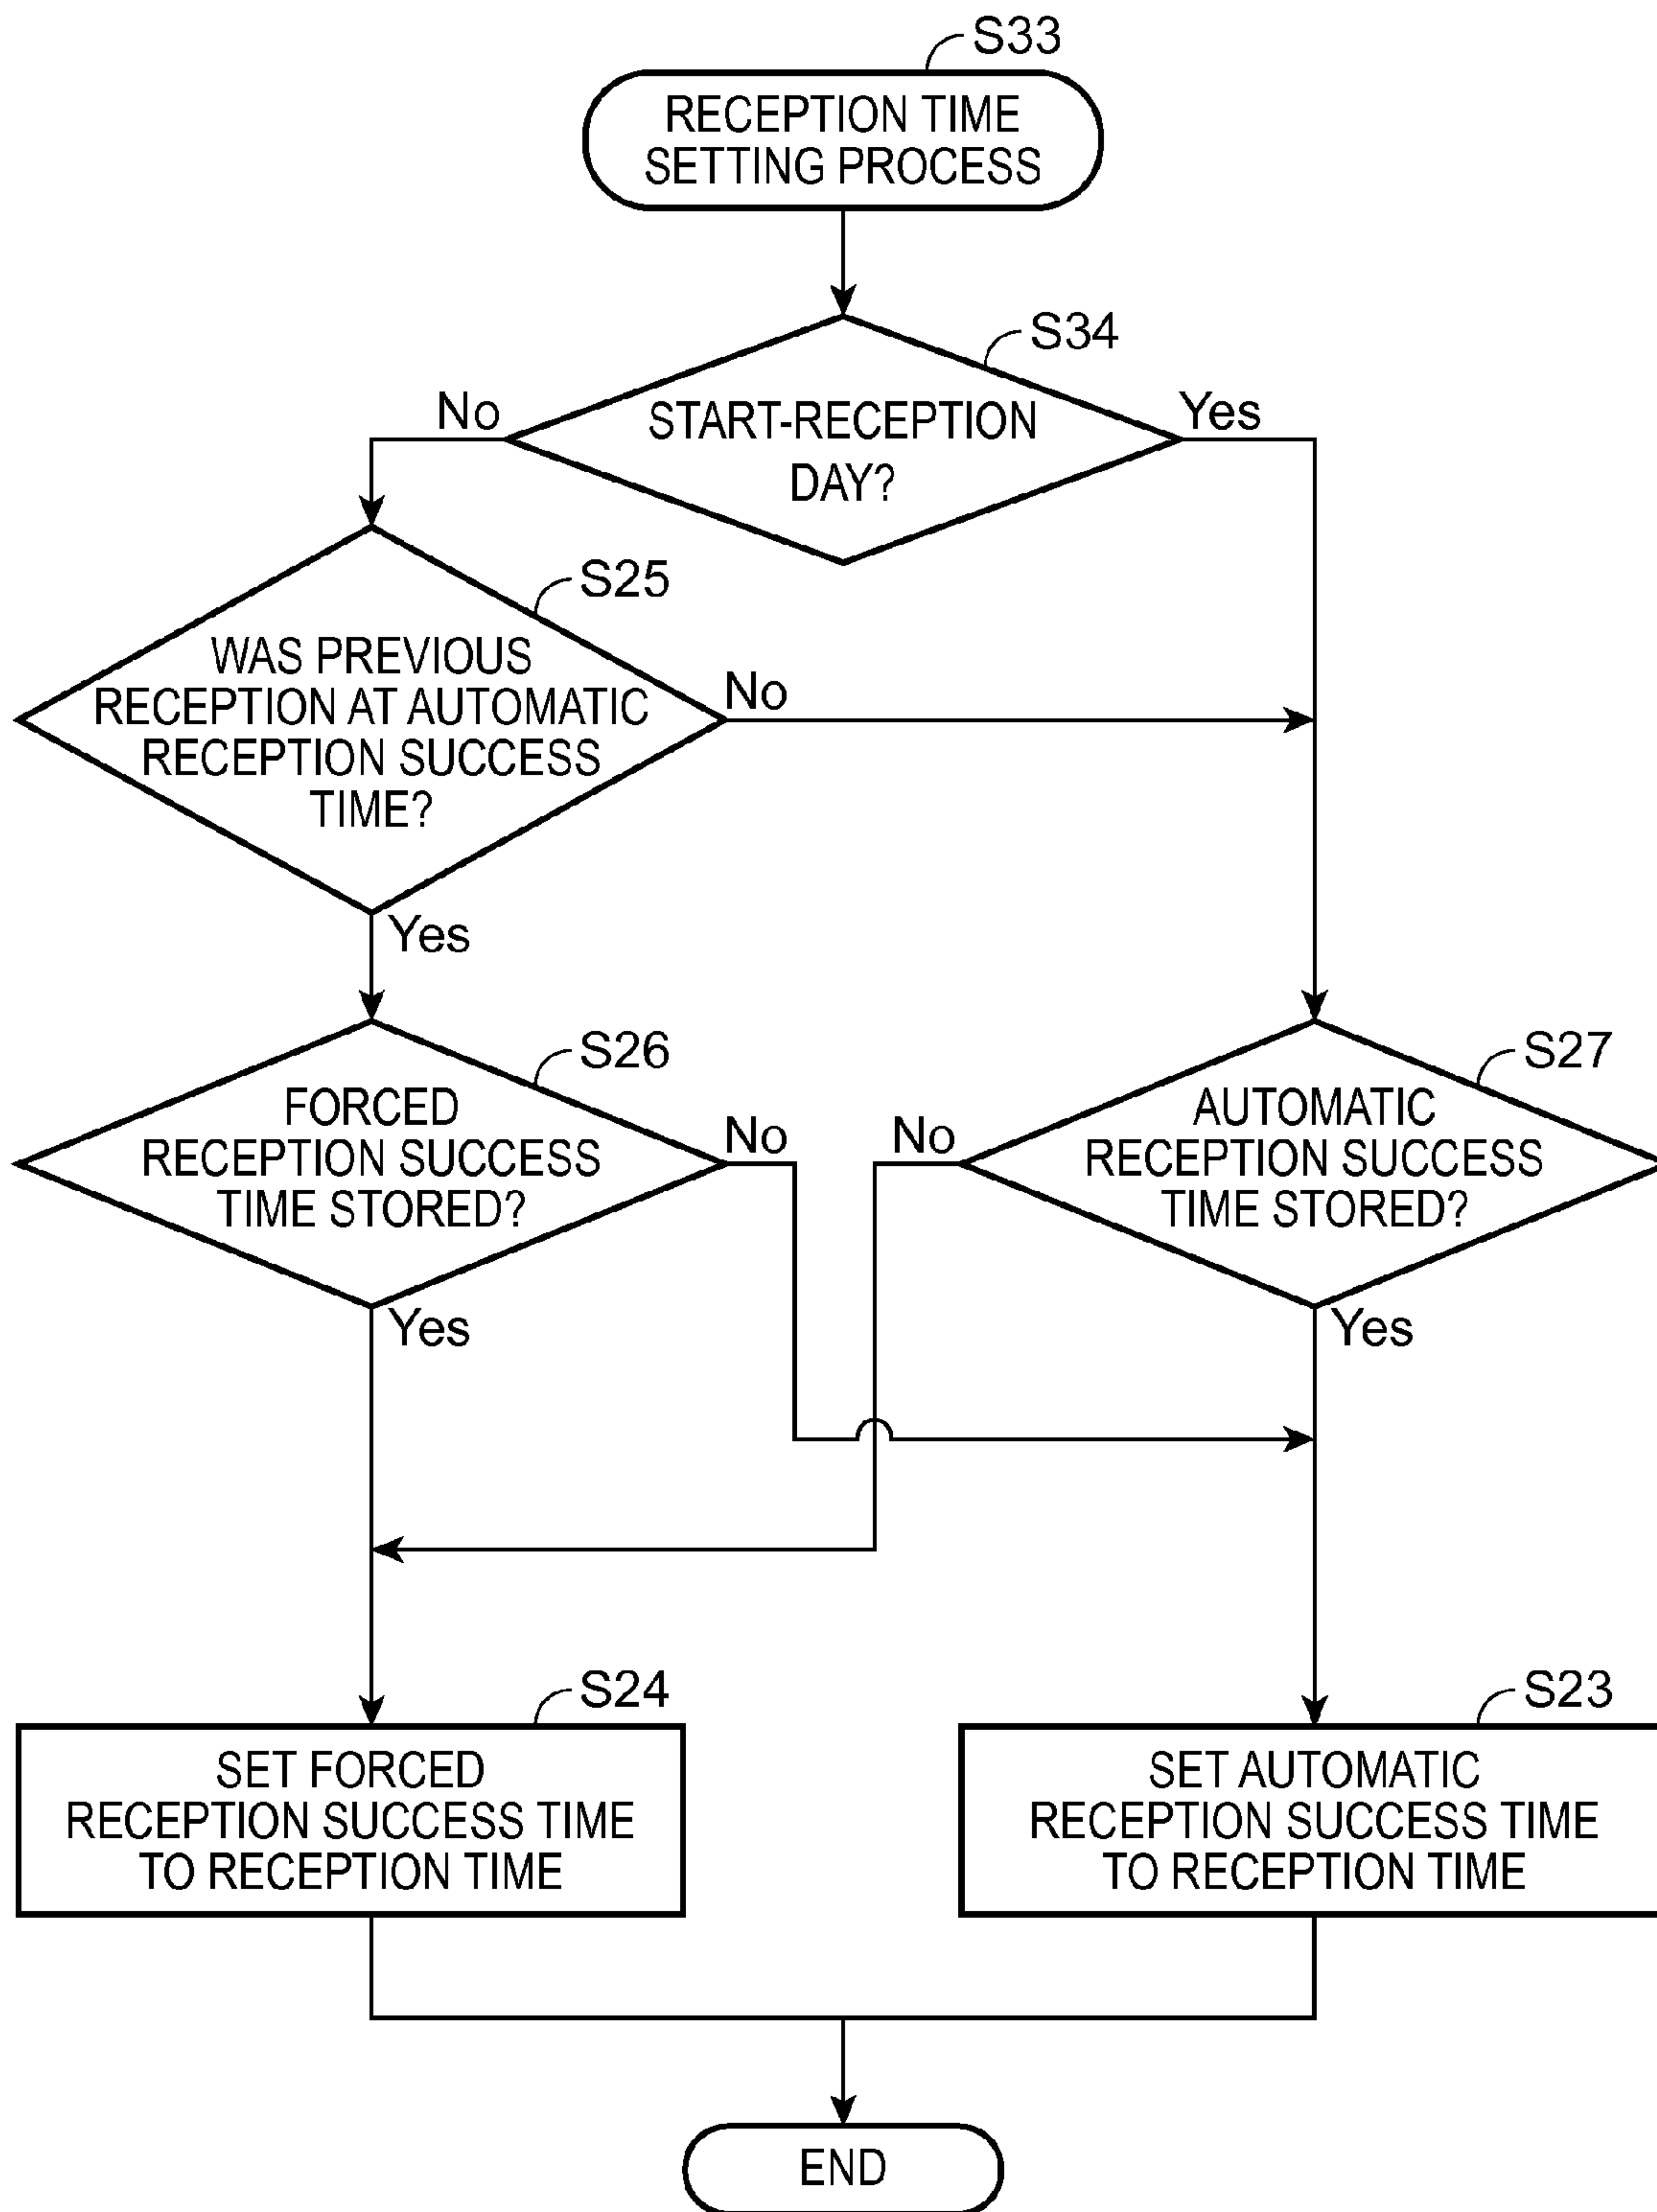 S33
RECEPTION TIME
SETTING PROCESS
S34
No
START-RECEPTION
DAY?
Yes
S25
WAS PREVIOUS
RECEPTION AT AUTOMATIC
RECEPTION SUCCESS
TIME?
No
Yes
S26
FORCED
RECEPTION SUCCESS
TIME STORED?
No
Yes
S27
No
AUTOMATIC
RECEPTION SUCCESS
TIME STORED?
Yes
S24
SET FORCED
RECEPTION SUCCESS TIME
TO RECEPTION TIME
S23
SET AUTOMATIC
RECEPTION SUCCESS TIME
TO RECEPTION TIME
END